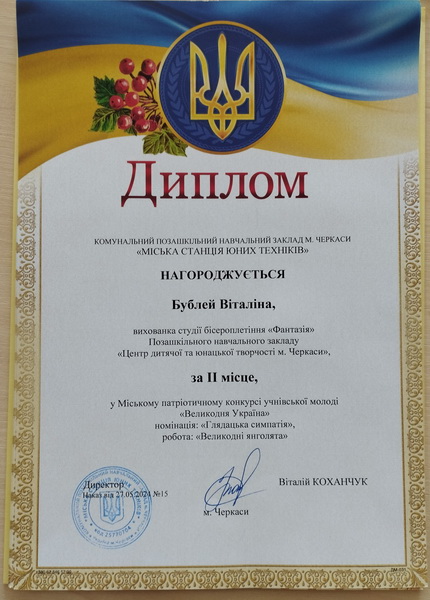 Диплом
КОМУНАЛЬНИЙ ПОЗАШКІЛЬНИЙ НАВЧАЛЬНИЙ ЗАКЛАД М. ЧЕРКАСИ
«МІСЬКА СТАНЦІЯ ЮНИХ ТЕХНІКІВ»
НАГОРОДЖУЄТЬСЯ
Бублей Віталіна,
вихованка студії бісероплетіння «Фантазія»
Позашкільного навчального закладу
«Центр дитячої та юнацької творчості м. Черкаси»,
за ІІ місце,
у Міському патріотичному конкурсі учнівської молоді
«Великодня Україна»
номінація: «Глядацька симпатія»,
робота: «Великодні янголята»
Директор
Віталій КОХАНЧУК
Наказ від 27.05.2024 №15
м. Черкаси